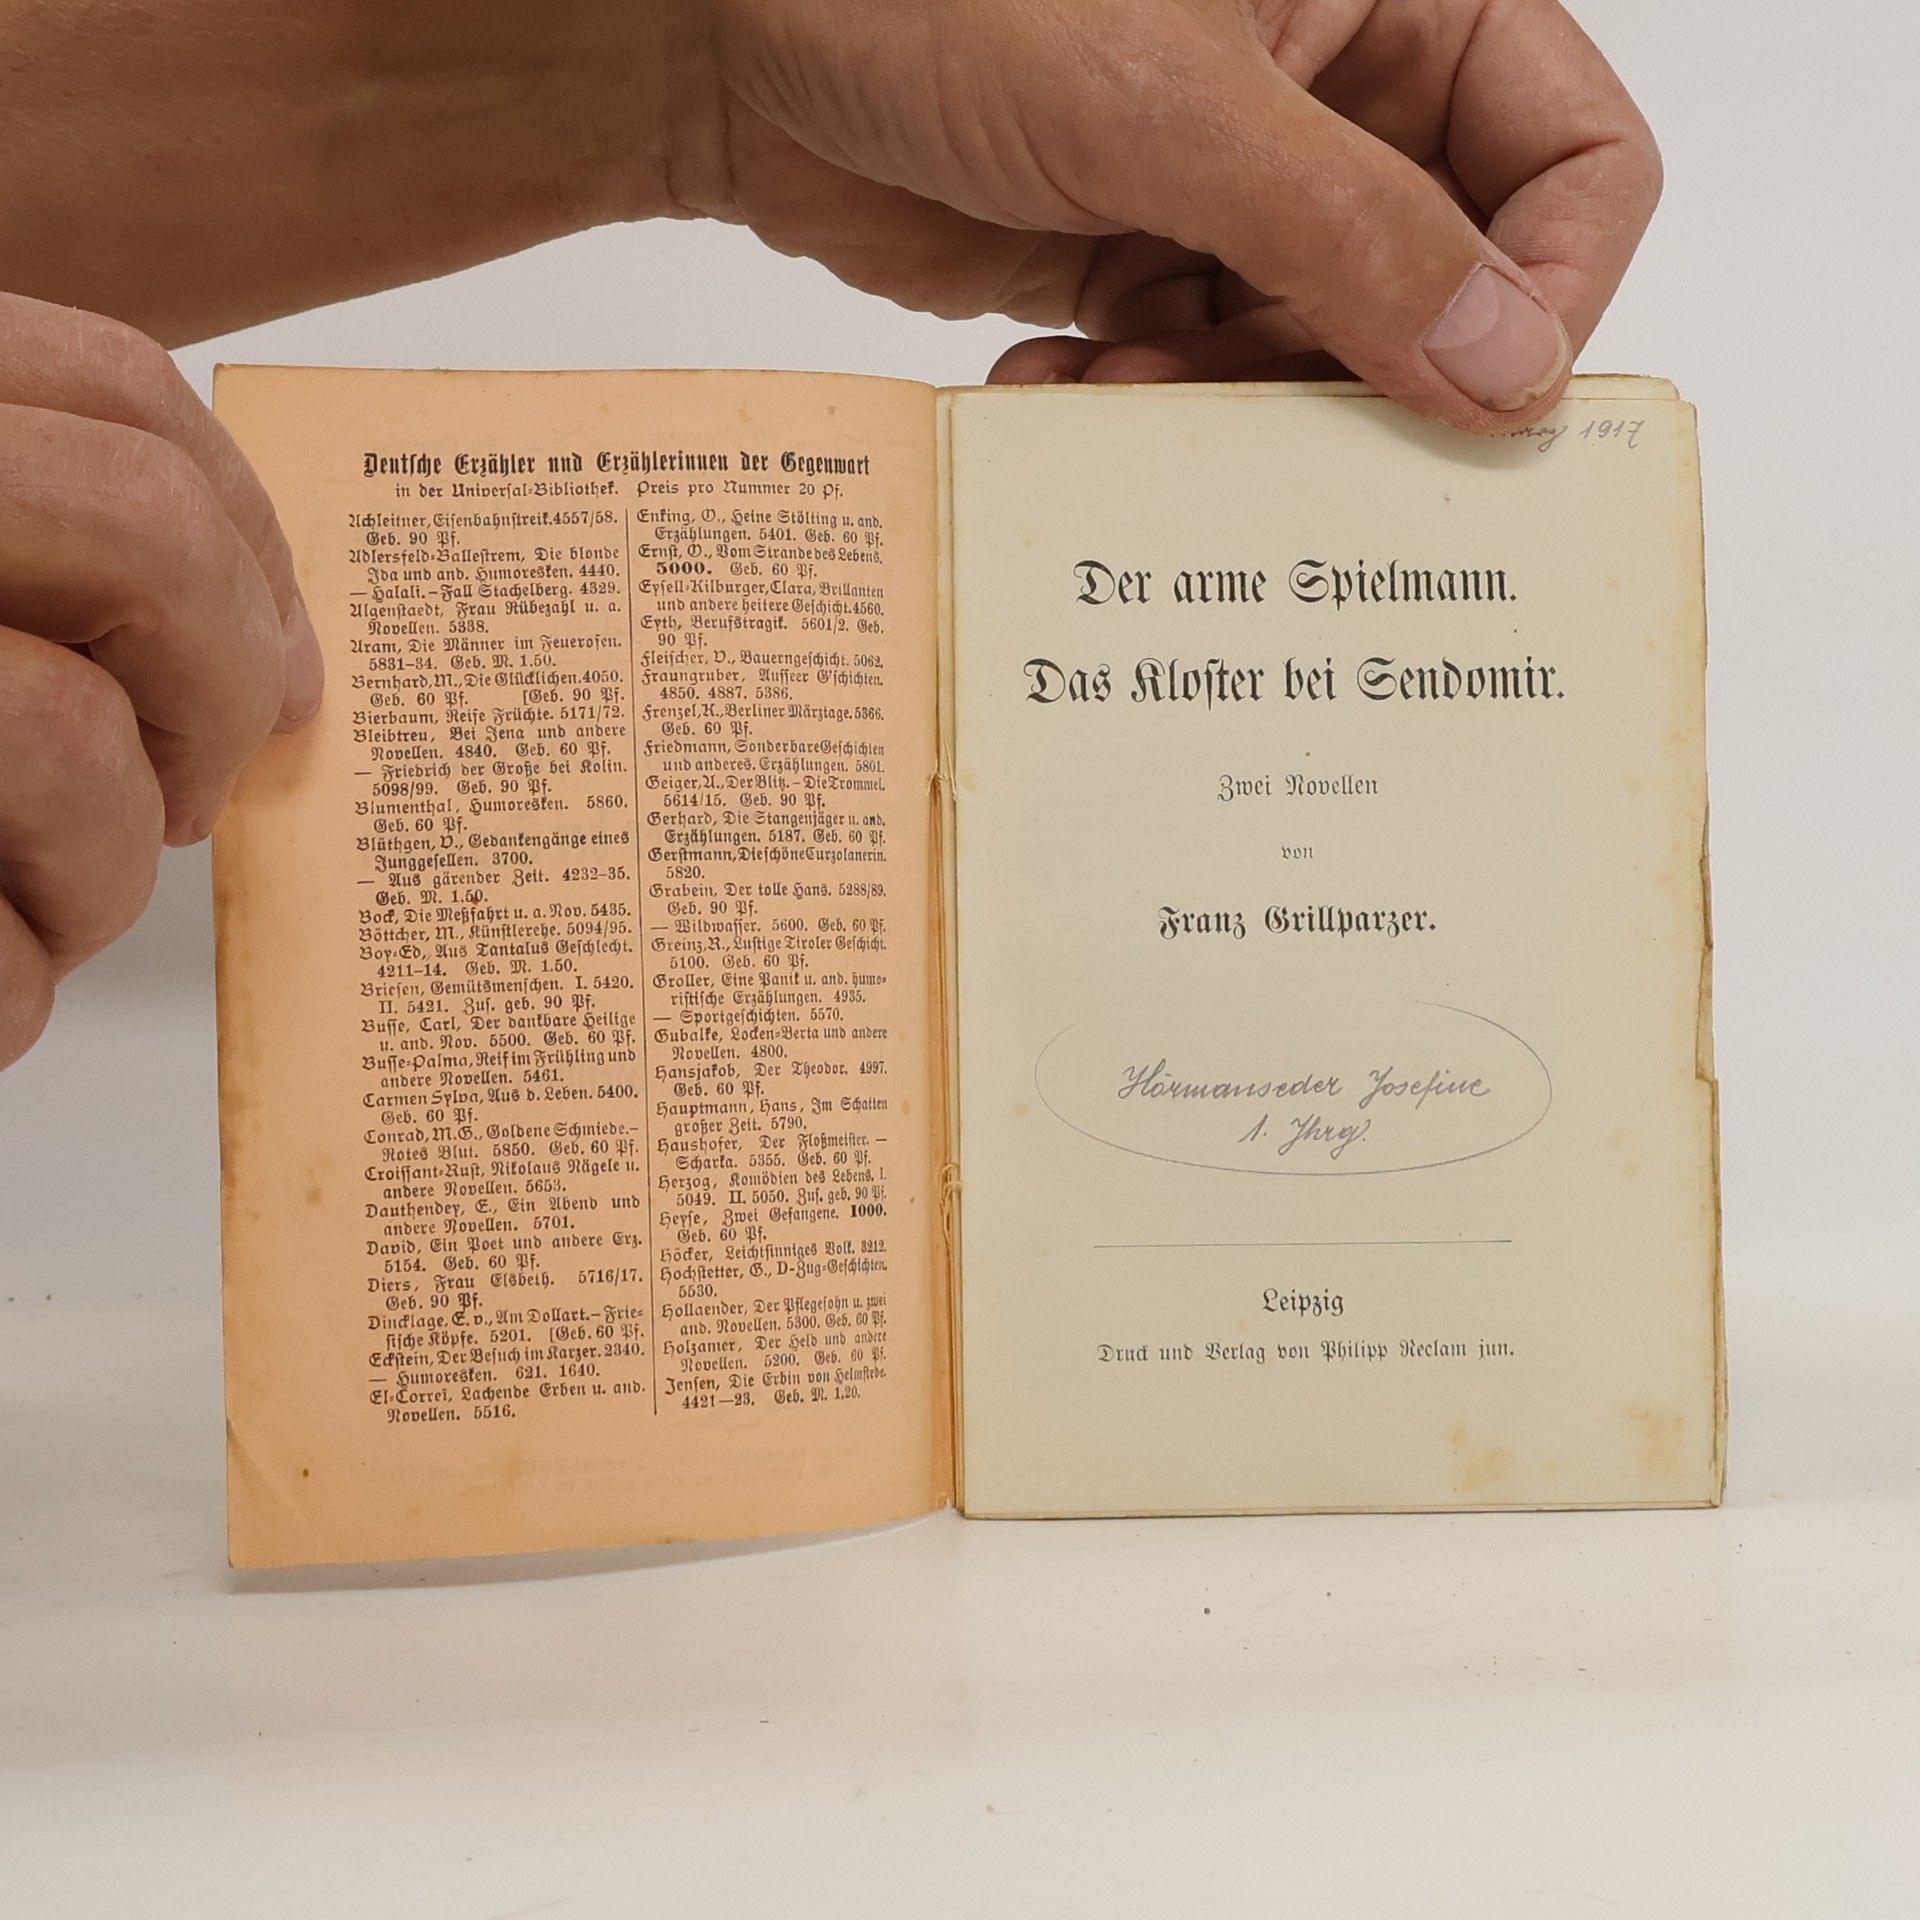 Deutsche Erzähler und Erzählerinnen der Gegenwart
in der Universal-Bibliothek. Preis pro Nummer 20 Pf.
Achleitner, Eisenbahnstreik. 4557/58.
Geb. 90 Pf.
Adlersfeld-Ballestrem, Die blonde
Ida und and. Humoresken. 4440.
— Halali. – Fall Stachelberg. 4329.
Algenstaedt, Frau Rübezahl u. a.
Novellen. 5338.
Aram, Die Männer im Feuerofen.
5831–34. Geb. M. 1.50.
Bernhard, M., Die Glücklichen. 4050.
Geb. 60 Pf. [Geb. 90 Pf.
Bierbaum, Reife Früchte. 5171/72.
Bleibtreu, Bei Jena und andere
Novellen. 4840. Geb. 60 Pf.
— Friedrich der Große bei Kolin.
5098/99. Geb. 90 Pf.
Blumenthal, Humoresken. 5860.
Geb. 60 Pf.
Blüthgen, V., Gedankengänge eines
Junggesellen. 3700.
— Aus gärender Zeit. 4232–35.
Geb. M. 1.50.
Bock, Die Meßfahrt u. a. Nov. 5435.
Böttcher, M., Künstlerehe. 5094/95.
Boy-Ed, Aus Tantalus Geschlecht.
4211–14. Geb. M. 1.50.
Briesen, Gemütsmenschen. I. 5420.
II. 5421. Zus. geb. 90 Pf.
Busse, Carl, Der dankbare Heilige
u. and. Nov. 5500. Geb. 60 Pf.
Busse-Palma, Reif im Frühling und
andere Novellen. 5461.
Carmen Sylva, Aus d. Leben. 5400.
Geb. 60 Pf.
Conrad, M. G., Goldene Schmiede. –
Rotes Blut. 5850. Geb. 60 Pf.
Croissant-Rust, Nikolaus Nägele u.
andere Novellen. 5653.
Dauthendey, E., Ein Abend und
andere Novellen. 5701.
David, Ein Poet und andere Erz.
5154. Geb. 60 Pf.
Diers, Frau Elsbeth. 5716/17.
Geb. 90 Pf.
Dincklage, E. v., Am Dollart. – Frie-
sische Köpfe. 5201. [Geb. 60 Pf.
Eckstein, Der Besuch im Karzer. 2340.
— Humoresken. 621. 1640.
El-Correï, Lachende Erben u. and.
Novellen. 5516.
Enking, O., Heine Stölting u. and.
Erzählungen. 5401. Geb. 60 Pf.
Ernst, O., Vom Strande des Lebens.
5000. Geb. 60 Pf.
Eysell-Kilburger, Clara, Brillanten
und andere heitere Geschicht. 4560.
Eyth, Berufstragik. 5601/2. Geb.
90 Pf.
Fleischer, V., Bauerngeschicht. 5062.
Fraungruber, Ausseer G'schichten.
4850. 4887. 5386.
Frenzel, K., Berliner Märztage. 5366.
Geb. 60 Pf.
Friedmann, Sonderbare Geschichten
und anderes. Erzählungen. 5801.
Geiger, A., Der Blitz. – Die Trommel.
5614/15. Geb. 90 Pf.
Gerhard, Die Stangenjäger u. and.
Erzählungen. 5187. Geb. 60 Pf.
Gerstmann, Die schöne Curzolanerin.
5820.
Grabein, Der tolle Hans. 5288/89.
Geb. 90 Pf.
— Wildwasser. 5600. Geb. 60 Pf.
Greinz, R., Lustige Tiroler Geschicht.
5100. Geb. 60 Pf.
Groller, Eine Panik u. and. humo-
ristische Erzählungen. 4935.
— Sportgeschichten. 5570.
Gubalke, Locken-Berta und andere
Novellen. 4800.
Hansjakob, Der Theodor. 4997.
Geb. 60 Pf.
Hauptmann, Hans, Im Schatten
großer Zeit. 5790.
Haushofer, Der Floßmeister. –
Scharka. 5355. Geb. 60 Pf.
Herzog, Komödien des Lebens. I.
5049. II. 5050. Zus. geb. 90 Pf.
Heyse, Zwei Gefangene. 1000.
Geb. 60 Pf.
Höcker, Leichtsinniges Volk. 3212.
Hochstetter, G., D-Zug-Geschichten.
5530.
Hollaender, Der Pflegesohn u. zwei
and. Novellen. 5300. Geb. 60 Pf.
Holzamer, Der Held und andere
Novellen. 5200. Geb. 60 Pf.
Jensen, Die Erbin von Helmstede.
4421—23. Geb. M. 1.20.
1917
Der arme Spielmann.
Das Kloster bei Sendomir.
Zwei Novellen
von
Franz Grillparzer.
Hörmanseder Josefine
1. Jhrg.
Leipzig
Druck und Verlag von Philipp Reclam jun.